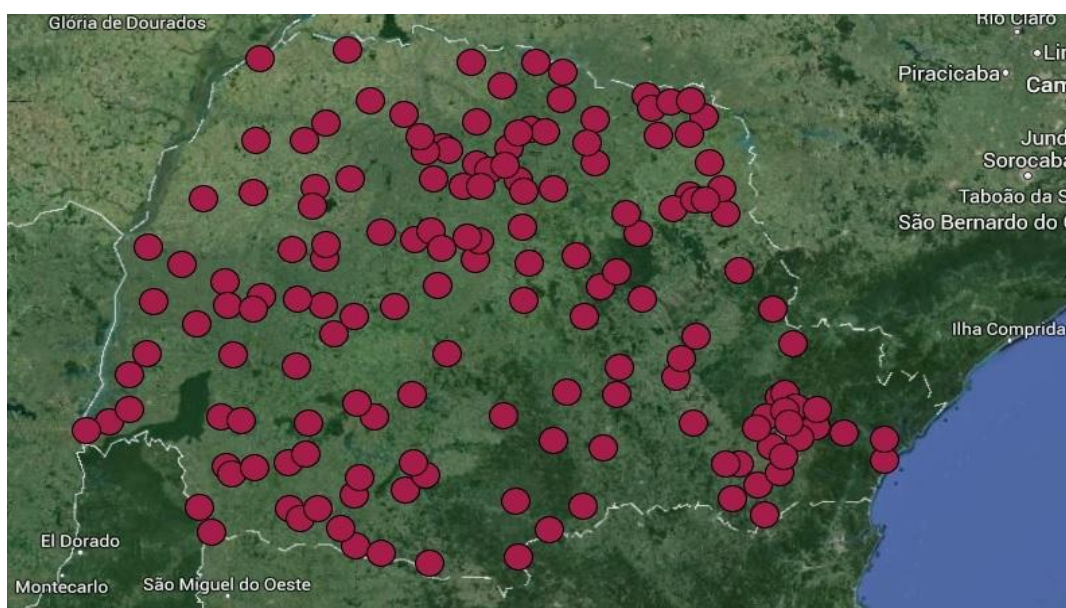 Glória de Dourados
Rio Claro
Piracicaba
Jund
Sorocaba
Taboão da S
São Bernardo do
Ilha Comprida
El Dorado
Montecarlo
São Miguel do Oeste